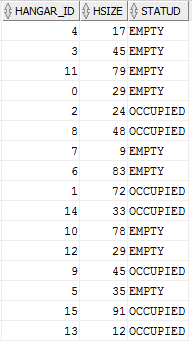 HANGAR_ID HSIZE STATUD
4 17 EMPTY
3 45 EMPTY
11 79 EMPTY
0 29 EMPTY
2 24 OCCUPIED
8 48 OCCUPIED
7 9 EMPTY
6 83 EMPTY
1 72 OCCUPIED
14 33 OCCUPIED
10 78 EMPTY
12 29 EMPTY
9 45 OCCUPIED
5 35 EMPTY
15 91 OCCUPIED
13 12 OCCUPIED